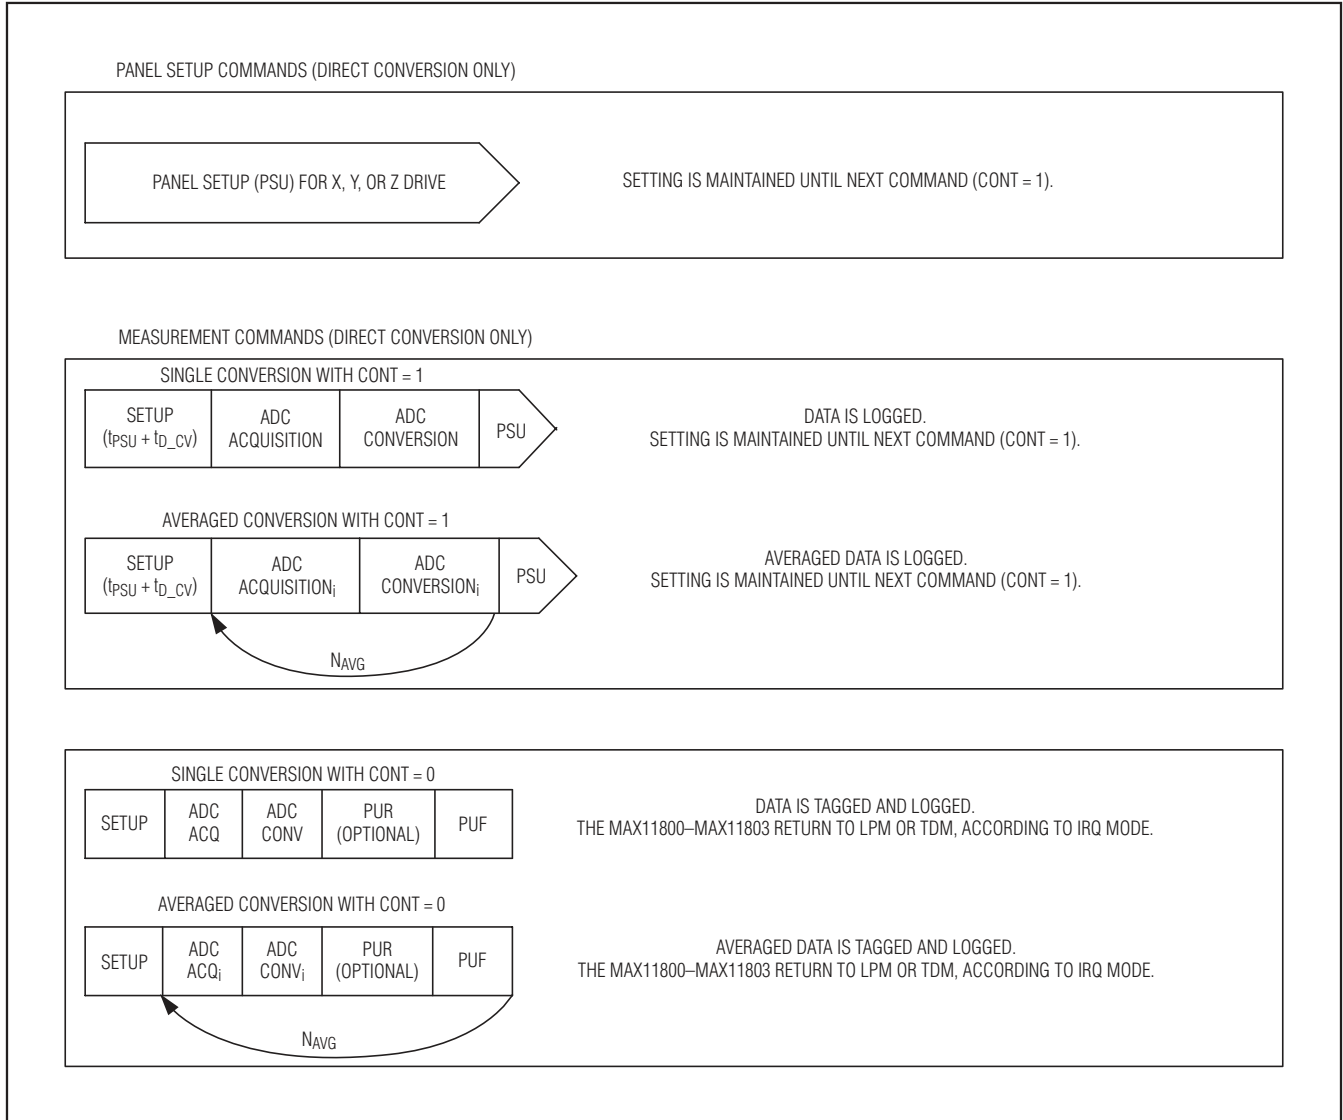 PANEL SETUP COMMANDS (DIRECT CONVERSION ONLY)
PANEL SETUP (PSU) FOR X, Y, OR Z DRIVE
SETTING IS MAINTAINED UNTIL NEXT COMMAND (CONT = 1).
MEASUREMENT COMMANDS (DIRECT CONVERSION ONLY)
SINGLE CONVERSION WITH CONT = 1
SETUP
(tPSU + tD_CV)
ADC
ACQUISITION
ADC
CONVERSION
PSU
DATA IS LOGGED.
SETTING IS MAINTAINED UNTIL NEXT COMMAND (CONT = 1).
AVERAGED CONVERSION WITH CONT = 1
SETUP
(tPSU + tD_CV)
ADC
ACQUISITIONi
ADC
CONVERSIONi
PSU
AVERAGED DATA IS LOGGED.
SETTING IS MAINTAINED UNTIL NEXT COMMAND (CONT = 1).
NAVG
SINGLE CONVERSION WITH CONT = 0
SETUP
ADC
ACQ
ADC
CONV
PUR
(OPTIONAL)
PUF
DATA IS TAGGED AND LOGGED.
THE MAX11800–MAX11803 RETURN TO LPM OR TDM, ACCORDING TO IRQ MODE.
AVERAGED CONVERSION WITH CONT = 0
SETUP
ADC
ACQi
ADC
CONVi
PUR
(OPTIONAL)
PUF
AVERAGED DATA IS TAGGED AND LOGGED.
THE MAX11800–MAX11803 RETURN TO LPM OR TDM, ACCORDING TO IRQ MODE.
NAVG